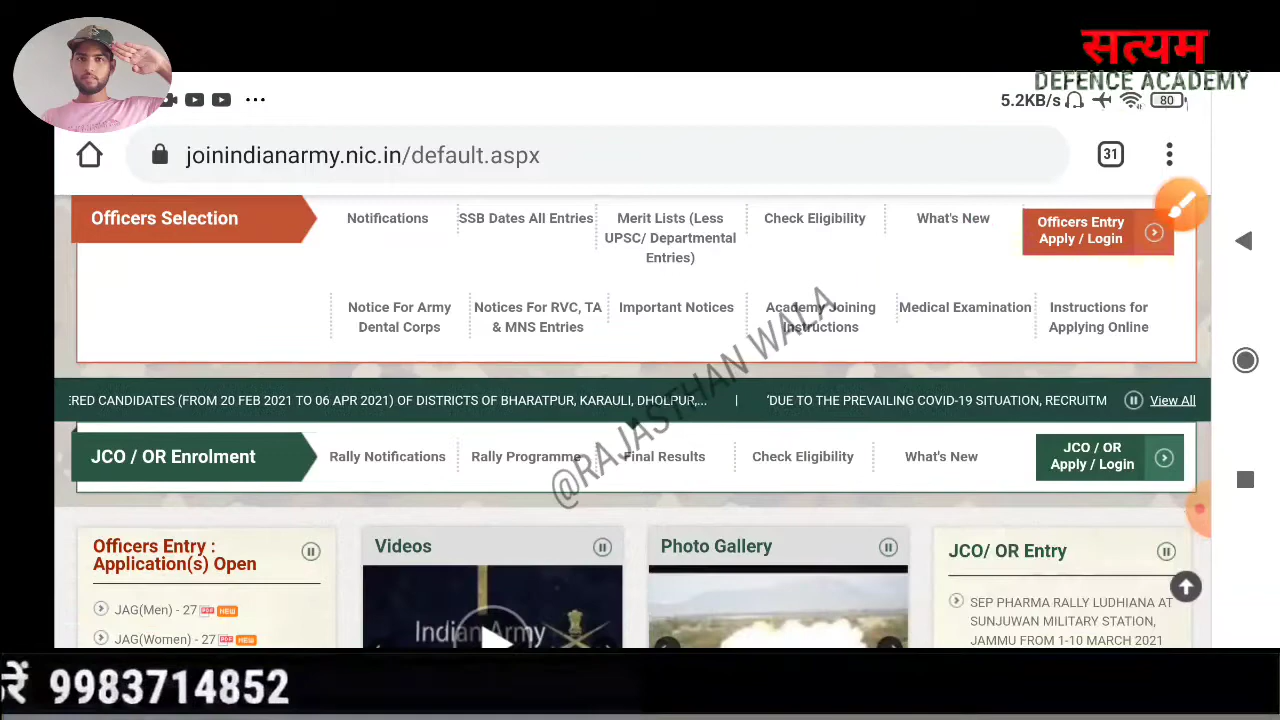 सत्यम
DEFENCE ACADEMY
5.2KB/s
80
joinindianarmy.nic.in/default.aspx
31
Officers Selection
Notifications
SSB Dates All Entries
Merit Lists (Less
UPSC/ Departmental
Entries)
Check Eligibility
What's New
Officers Entry
Apply / Login
Notice For Army
Dental Corps
Notices For RVC, TA
& MNS Entries
Important Notices
Academy Joining
Instructions
Medical Examination
Instructions for
Applying Online
@RAJASTHAN WALA
ERED CANDIDATES (FROM 20 FEB 2021 TO 06 APR 2021) OF DISTRICTS OF BHARATPUR, KARAULI, DHOLPUR,... | 'DUE TO THE PREVAILING COVID-19 SITUATION, RECRUITM
View All
JCO / OR Enrolment
Rally Notifications
Rally Programme
Final Results
Check Eligibility
What's New
JCO / OR
Apply / Login
Officers Entry :
Application(s) Open
JAG(Men) - 27 PDF NEW
JAG(Women) - 27 PDF NEW
Videos
Indian Army
Photo Gallery
JCO/ OR Entry
SEP PHARMA RALLY LUDHIANA AT
SUNJUWAN MILITARY STATION,
JAMMU FROM 1-10 MARCH 2021
रें 9983714852